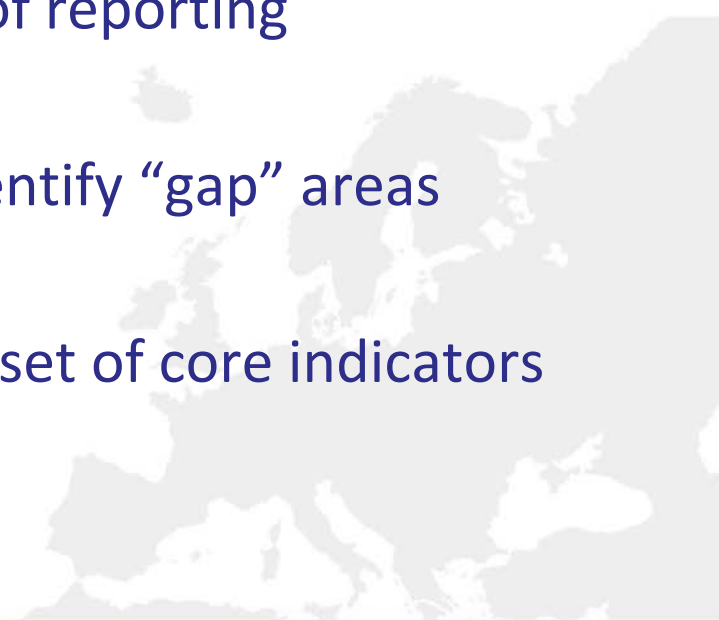 of reporting
entify “gap” areas
set of core indicators